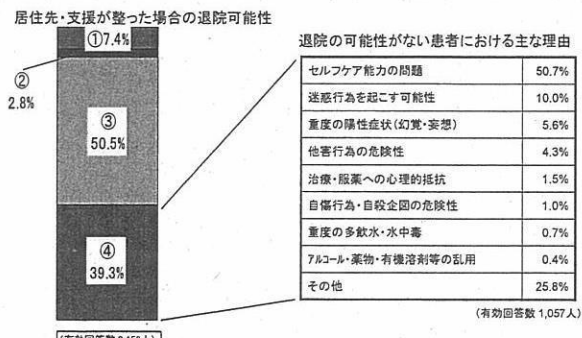 居住先・支援が整った場合の退院可能性
①7.4%
②
2.8%
③
50.5%
④
39.3%
退院の可能性がない患者における主な理由
セルフケア能力の問題 50.7%
迷惑行為を起こす可能性 10.0%
重度の陽性症状(幻覚・妄想) 5.6%
他害行為の危険性 4.3%
治療・服薬への心理的抵抗 1.5%
自傷行為・自殺企図の危険性 1.0%
重度の多飲水・水中毒 0.7%
アルコール・薬物・有機溶剤等の乱用 0.4%
その他 25.8%
(有効回答数 1,057人)